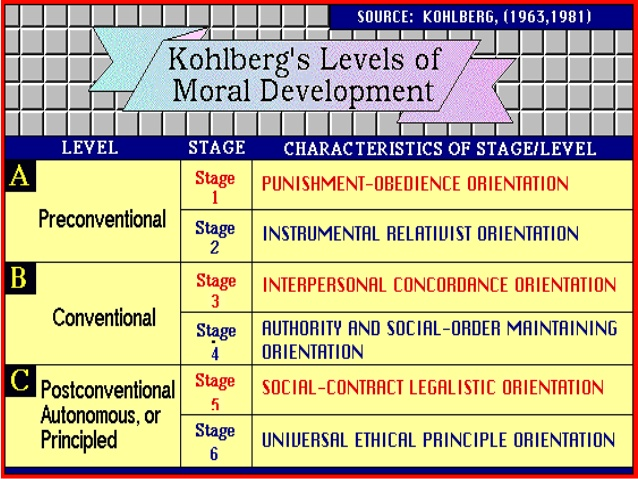 SOURCE: KOHLBERG, (1963,1981)
Kohlberg's Levels of
Moral Development
LEVEL STAGE CHARACTERISTICS OF STAGE/LEVEL
A
Preconventional
Stage
1
PUNISHMENT-OBEDIENCE ORIENTATION
Stage
2
INSTRUMENTAL RELATIVIST ORIENTATION
B
Conventional
Stage
3
INTERPERSONAL CONCORDANCE ORIENTATION
Stage
4
AUTHORITY AND SOCIAL-ORDER MAINTAINING
ORIENTATION
C
Postconventional
Autonomous, or
Principled
Stage
5
SOCIAL-CONTRACT LEGALISTIC ORIENTATION
Stage
6
UNIVERSAL ETHICAL PRINCIPLE ORIENTATION